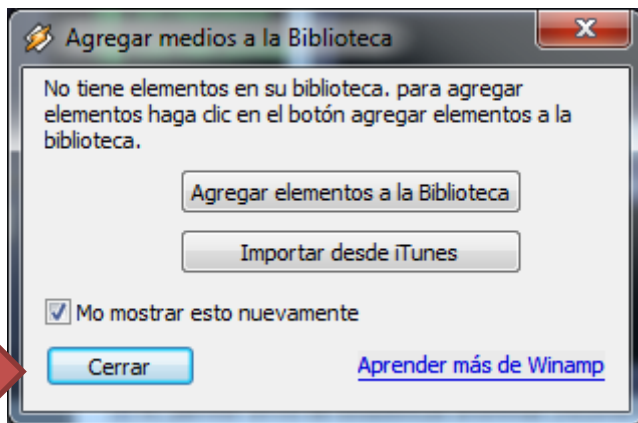 Agregar medios a la Biblioteca
No tiene elementos en su biblioteca. para agregar
elementos haga clic en el botón agregar elementos a la
biblioteca.
Agregar elementos a la Biblioteca
Importar desde iTunes
Mo mostrar esto nuevamente
Cerrar
Aprender más de Winamp